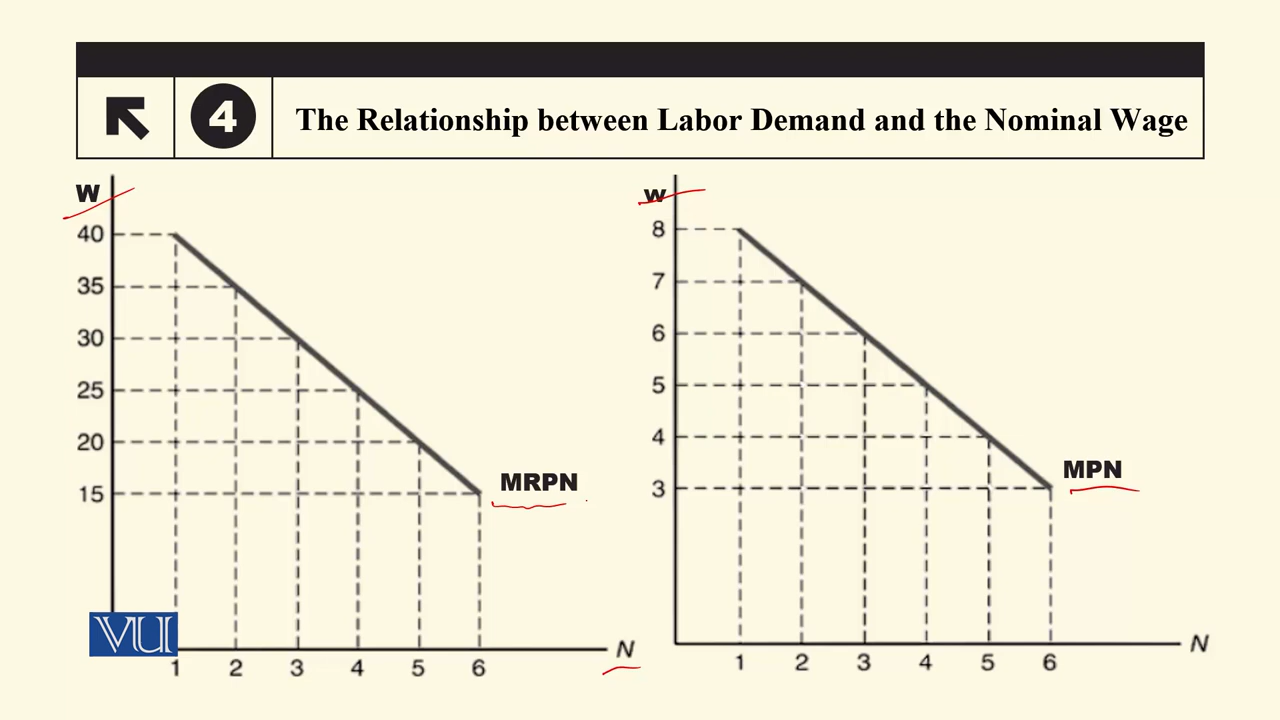 4
The Relationship between Labor Demand and the Nominal Wage
W
40
35
30
25
20
15
MRPN
VU
1 2 3 4 5 6
N
w
8
7
6
5
4
3
MPN
1 2 3 4 5 6
N